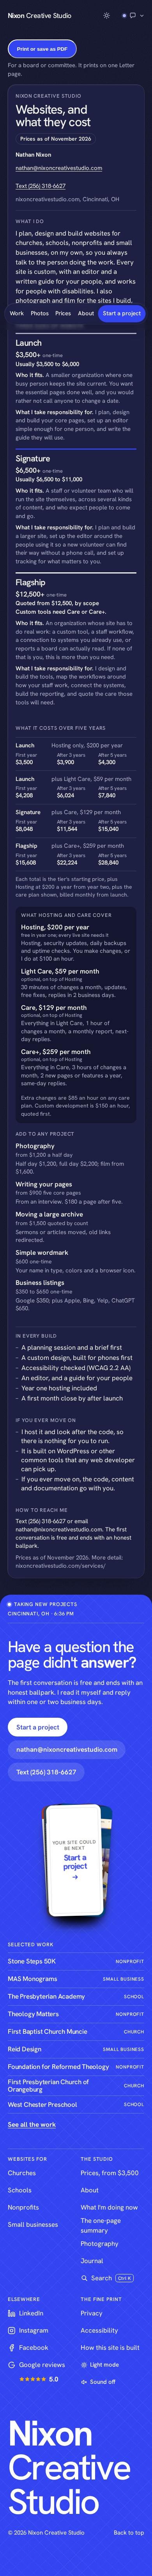 Nixon Creative Studio
Print or save as PDF
For a board or committee. It prints on one Letter
page.
NIXON CREATIVE STUDIO
Websites, and
what they cost
Prices as of November 2026
Nathan Nixon
nathan@nixoncreativestudio.com
Text (256) 318-6627
nixoncreativestudio.com, Cincinnati, OH
WHAT I DO
I plan, design and build websites for
churches, schools, nonprofits and small
businesses, on my own, so you always
talk to the person doing the work. Every
site is custom, with an editor and a
written guide for your people, and works
for people with disabilities. I also
photograph and film for the sites I build.
Work Photos Prices About Start a project
Launch
$3,500+ one-time
Usually $3,500 to $6,000
Who it fits. A smaller organization where one
busy person does everything, the old site
does more harm than good, and you would
rather not call anyone to change a date.
What I take responsibility for. I plan, design
and build your core pages, set up an editor
simple enough for one person, and write the
guide they will use.
Signature
$6,500+ one-time
Usually $6,500 to $11,000
Who it fits. A staff or volunteer team who will
run the site themselves, across several kinds
of content, and who expect people to come
and go.
What I take responsibility for. I plan and build
a larger site, set up the editor around the
people using it so a new volunteer can find
their way, and do the accessibility and
testing that matters to you.
Flagship
$12,500+ one-time
Quoted from $12,500, by scope
Custom tools need Care or Care+.
Who it fits. An organization that needs its
website to work: a custom tool, a staff workflow,
a community bigger than one building, or
a board that can actually use it. If you are not
sure, this is more than you need.
What I take responsibility for. I design and
build the tools, map the workflows and move
some staff work, connect the systems, the
mapping, reporting, and that outside systems
you will need.
WHAT IT COSTS OVER FIVE YEARS
Launch Hosting only, $200 per year
First year After 3 years After 5 years
$3,500 $3,900 $4,300
Launch plus Light Care, $59 per month
First year After 3 years After 5 years
$4,208 $6,024 $7,840
Signature plus Care, $129 per month
First year After 3 years After 5 years
$8,048 $11,544 $15,040
Flagship plus Care+, $259 per month
First year After 3 years After 5 years
$15,608 $22,224 $28,840
Each total is the tier's starting price, plus
Hosting at $200 a year from year two, plus the
care plan shown, billed monthly from launch.
WHAT HOSTING AND CARE COVER
Hosting, $200 per year
free in year one; every live site needs it
Hosting, security updates, daily backups
and uptime checks. You make changes, or
I do at $100 an hour.
Light Care, $59 per month
optional, on top of Hosting
30 minutes of changes a month, updates,
free fixes, replies in 2 business days.
Care, $129 per month
optional, on top of Hosting
Everything in Light Care, 1 hour of
changes a month, a monthly report, next-
day replies.
Care+, $259 per month
optional, on top of Hosting
Everything in Care, 3 hours of changes a
month, 2 updates or features a year,
same-day replies.
Extra changes are $85 an hour on any care
plan. Custom development is $150 an hour,
quoted first.
ADD TO ANY PROJECT
Photography
from $1,200 a half day
Half day $1,200, full day $2,200; film from
$1,600.
Writing your pages
from $900 five core pages
From an interview. $180 a page after five.
Moving a large archive
from $1,500 quoted by count
Sermons or articles moved, old links
redirected.
Simple wordmark
$600 one-time
Your name in type, colors and a browser icon.
Business listings
$350 to $650 one-time
Google $350; plus Apple, Bing, Yelp, ChatGPT
$650.
IN EVERY BUILD
- A planning session and a brief first
- A custom design, built for phones first
- Accessibility checked (WCAG 2.2 AA)
- An editor, and a guide for your people
- Year one hosting included
- A first month close by after launch
IF YOU EVER MOVE ON
- I host it and look after the code, so
there is nothing for you to run.
- It is built on WordPress or other
common tools that any web developer
can pick up.
- If you ever move on, the code, content
and documentation go with you.
HOW TO REACH ME
Text (256) 318-6627 or email
nathan@nixoncreativestudio.com. The first
conversation is free and ends with an honest
ballpark.
Prices as of November 2026. More detail:
nixoncreativestudio.com/services/
TAKING NEW PROJECTS
CINCINNATI, OH · 6:36 PM
Have a question the
page didn't answer?
The first conversation is free and ends with an
honest ballpark. I read it myself and reply
within one or two business days.
Start a project
nathan@nixoncreativestudio.com
Text (256) 318-6627
YOUR SITE COULD
BE NEXT
Start a
project
→
SELECTED WORK
Stone Steps 50K NONPROFIT
MAS Monograms SMALL BUSINESS
The Presbyterian Academy SCHOOL
Theology Matters NONPROFIT
First Baptist Church Muncie CHURCH
Reid Design SMALL BUSINESS
Foundation for Reformed Theology NONPROFIT
First Presbyterian Church of
Orangeburg CHURCH
West Chester Preschool SCHOOL
See all the work
WEBSITES FOR
Churches
Schools
Nonprofits
Small businesses
THE STUDIO
Prices, from $3,500
About
What I'm doing now
The one-page
summary
Photography
Journal
Search Ctrl K
ELSEWHERE
LinkedIn
Instagram
Facebook
Google reviews
★★★★★ 5.0
THE FINE PRINT
Privacy
Accessibility
How this site is built
Light mode
Sound off
Nixon
Creative
Studio
© 2026 Nixon Creative Studio Back to top